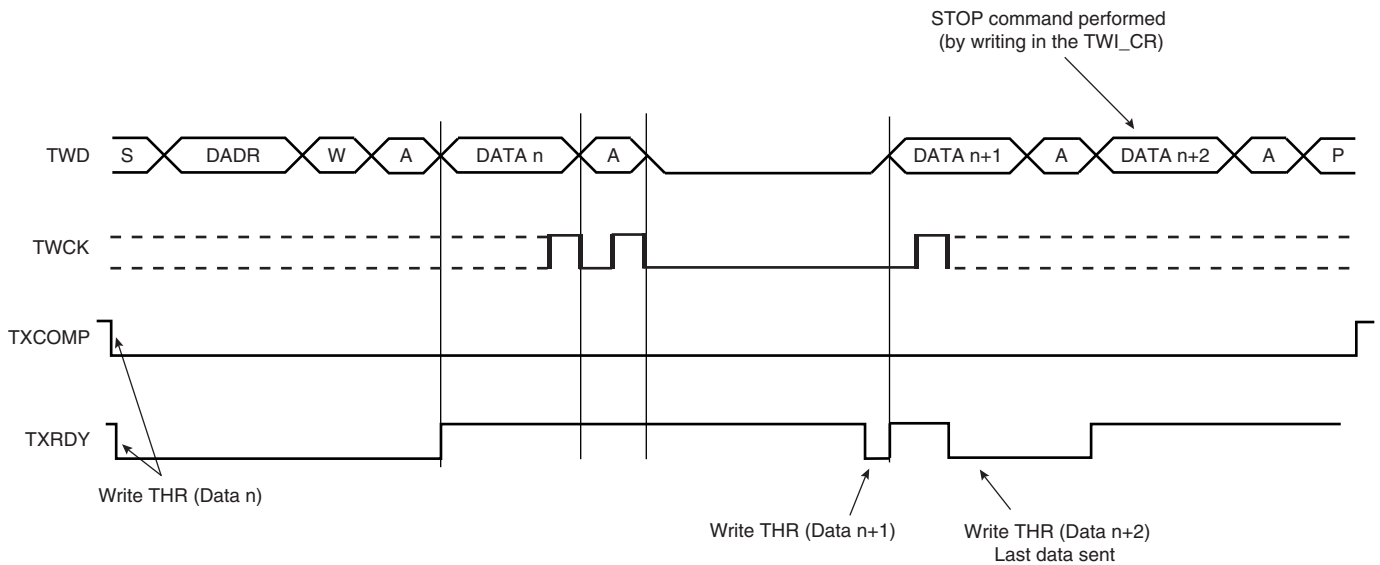 STOP command performed
(by writing in the TWI_CR)
TWD S DADR W A DATA n A DATA n+1 A DATA n+2 A P
TWCK
TXCOMP
TXRDY
Write THR (Data n)
Write THR (Data n+1)
Write THR (Data n+2)
Last data sent